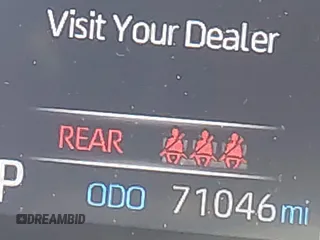 Visit Your Dealer
REAR
P
ODO 71046 mi
DREAMBID